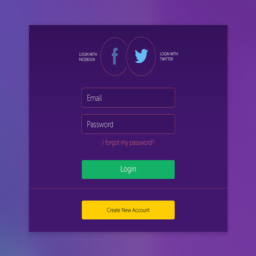 LOGIN WITH
FACEBOOK
LOGIN WITH
TWITTER
Email
Password
I forgot my password?
Login
Create New Account